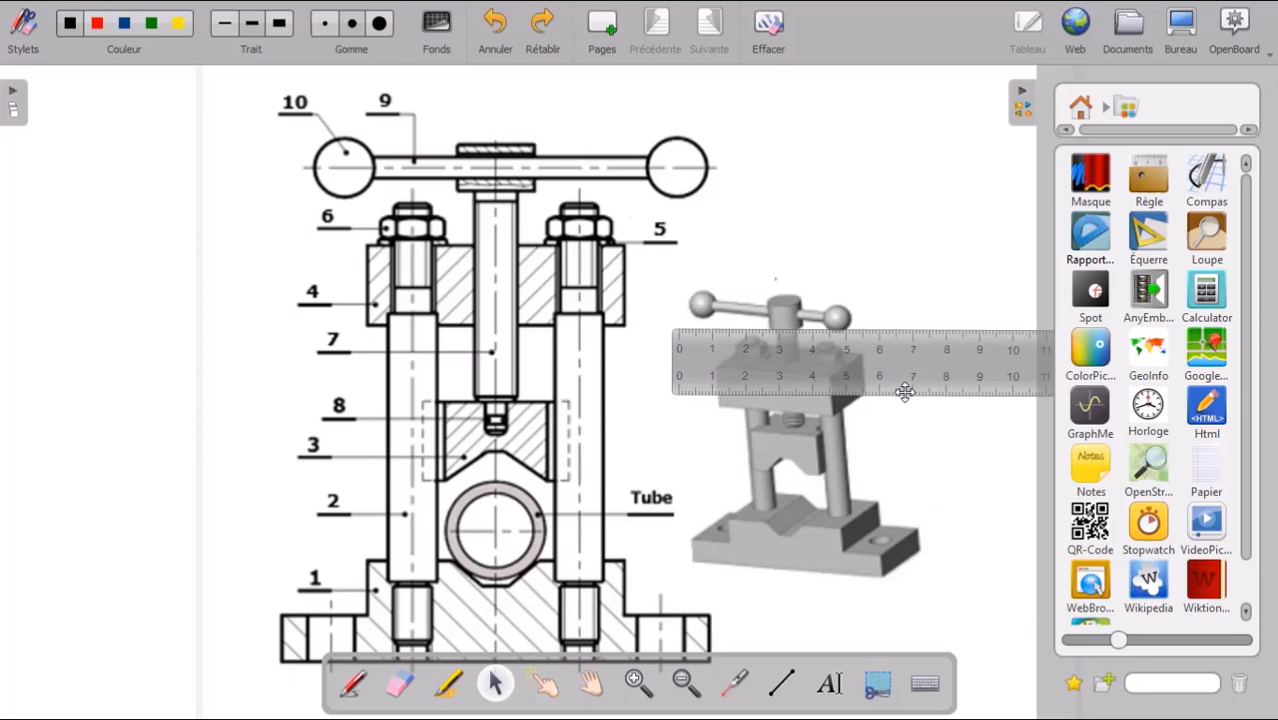 Stylets Couleur Trait Gomme Fonds Annuler Rétablir Pages Précédente Suivante Effacer Tableau Web Documents Bureau OpenBoard
10 9
6 5
4
7
8
3
2 Tube
1
0 1 2 3 4 5 6 7 8 9 10 11
0 1 2 3 4 5 6 7 8 9 10 11
Masque Règle Compas
Rapport... Équerre Loupe
Spot AnyEmb... Calculator
ColorPic... GeoInfo Google...
<HTML>
GraphMe Horloge Html
Notes
Notes OpenStr... Papier
QR-Code Stopwatch VideoPic...
W W
WebBro... Wikipedia Wiktion...
AI